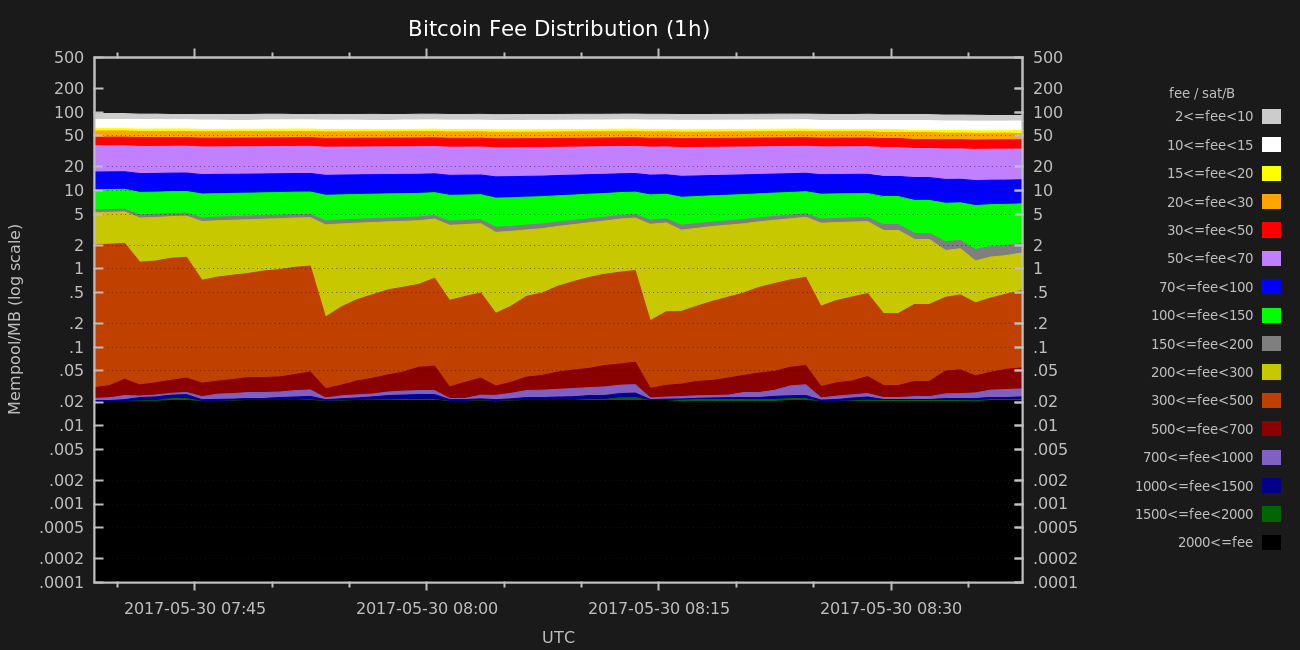 Bitcoin Fee Distribution (1h)
Mempool/MB (log scale)
500
200
100
50
20
10
5
2
1
.5
.2
.1
.05
.02
.01
.005
.002
.001
.0005
.0002
.0001
500
200
100
50
20
10
5
2
1
.5
.2
.1
.05
.02
.01
.005
.002
.001
.0005
.0002
.0001
2017-05-30 07:45 2017-05-30 08:00 2017-05-30 08:15 2017-05-30 08:30
UTC
fee / sat/B
2<=fee<10
10<=fee<15
15<=fee<20
20<=fee<30
30<=fee<50
50<=fee<70
70<=fee<100
100<=fee<150
150<=fee<200
200<=fee<300
300<=fee<500
500<=fee<700
700<=fee<1000
1000<=fee<1500
1500<=fee<2000
2000<=fee